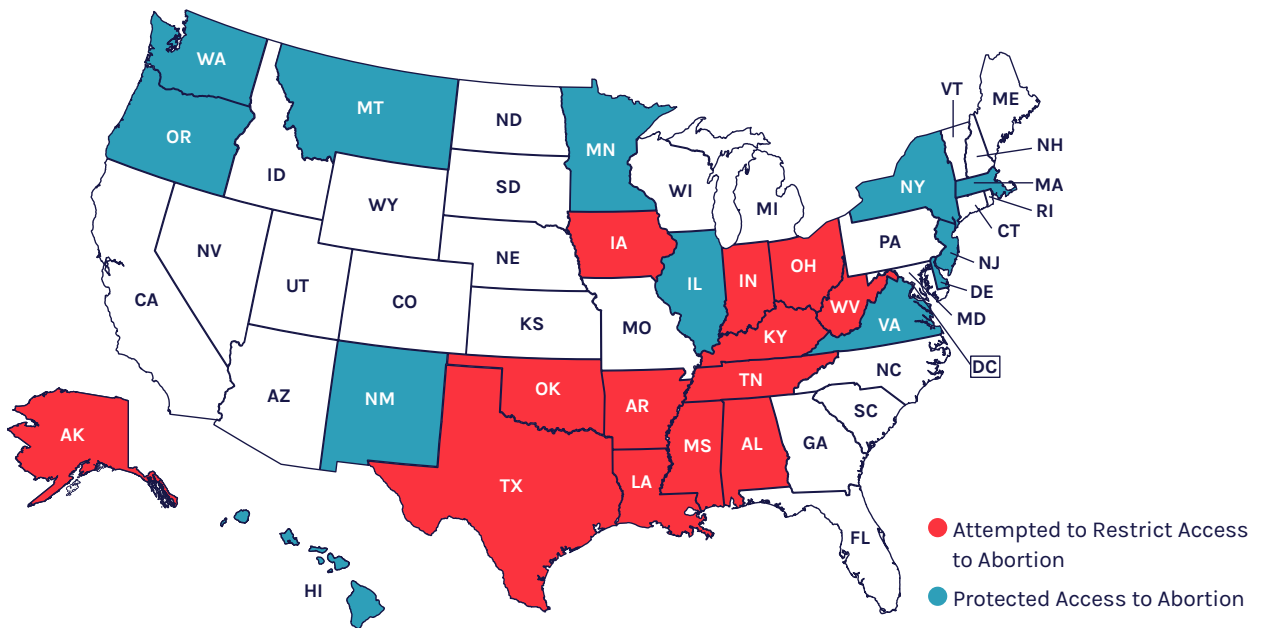 WA
MT
ND
MN
VT
ME
OR
ID
SD
WI
MI
NH
WY
NY
MA
RI
NV
NE
IA
PA
CT
CA
UT
CO
IL
IN
OH
NJ
KS
MO
WV
VA
DE
MD
KY
DC
AZ
NM
OK
AR
TN
NC
SC
AK
TX
LA
MS
AL
GA
FL
HI
Attempted to Restrict Access
to Abortion
Protected Access to Abortion